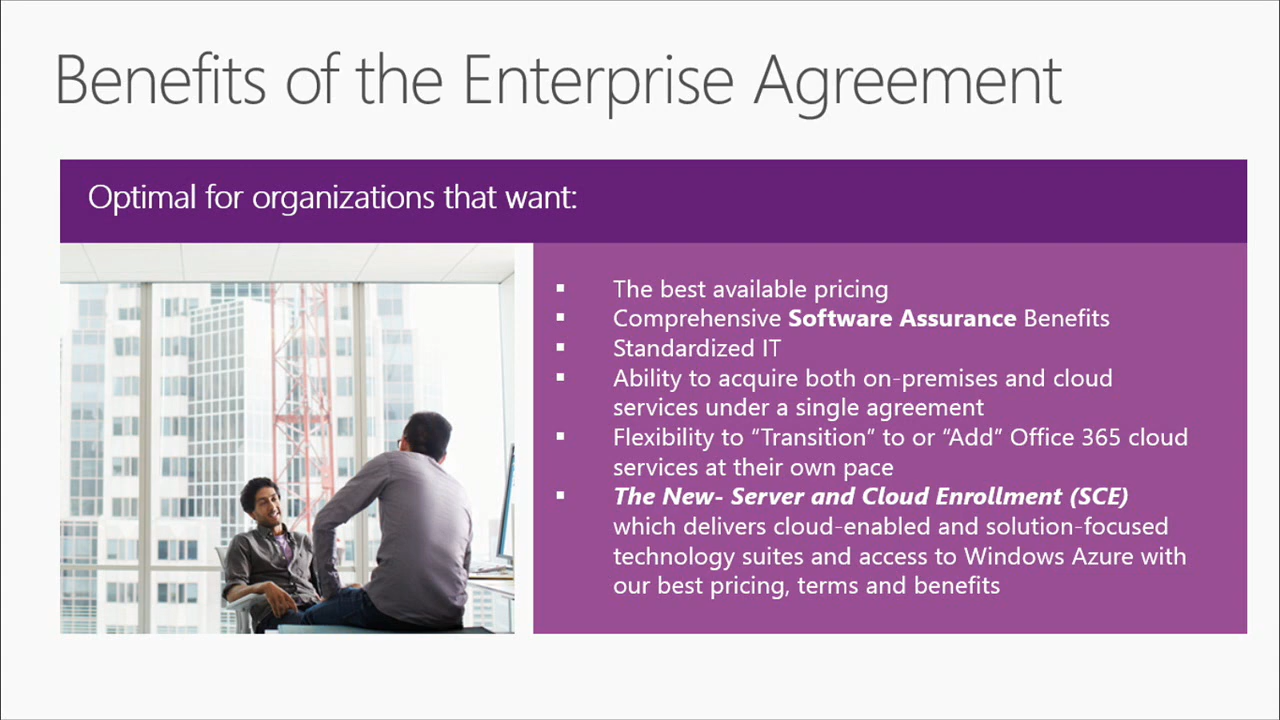 Benefits of the Enterprise Agreement
Optimal for organizations that want:
▪ The best available pricing
▪ Comprehensive Software Assurance Benefits
▪ Standardized IT
▪ Ability to acquire both on-premises and cloud
services under a single agreement
▪ Flexibility to “Transition” to or “Add” Office 365 cloud
services at their own pace
▪ The New- Server and Cloud Enrollment (SCE)
which delivers cloud-enabled and solution-focused
technology suites and access to Windows Azure with
our best pricing, terms and benefits